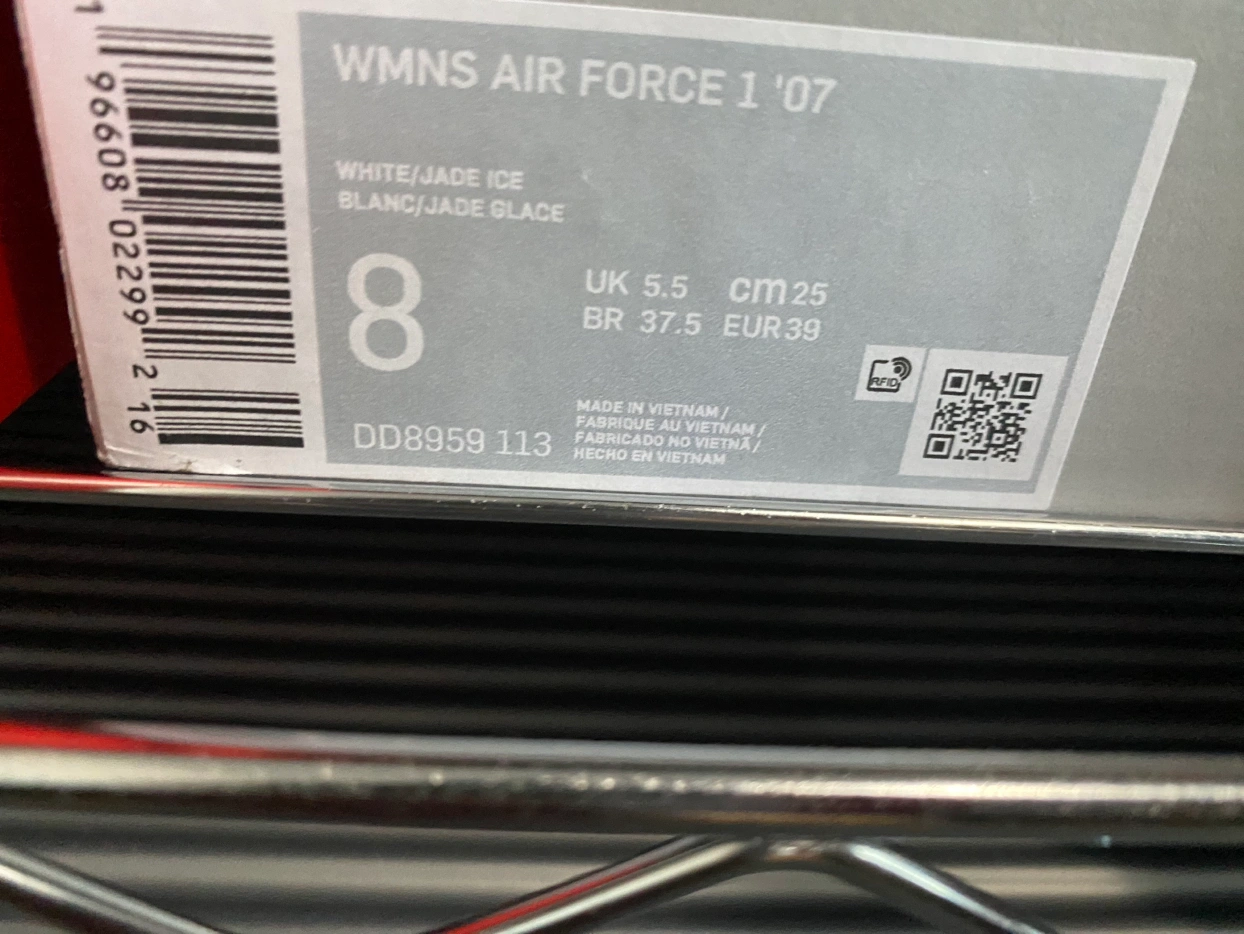 1 96608 02299 2 16
WMNS AIR FORCE 1 '07
WHITE/JADE ICE
BLANC/JADE GLACE
8
UK 5.5 cm 25
BR 37.5 EUR 39
RFID
DD8959 113
MADE IN VIETNAM /
FABRIQUE AU VIETNAM /
FABRICADO NO VIETNÃ /
HECHO EN VIETNAM